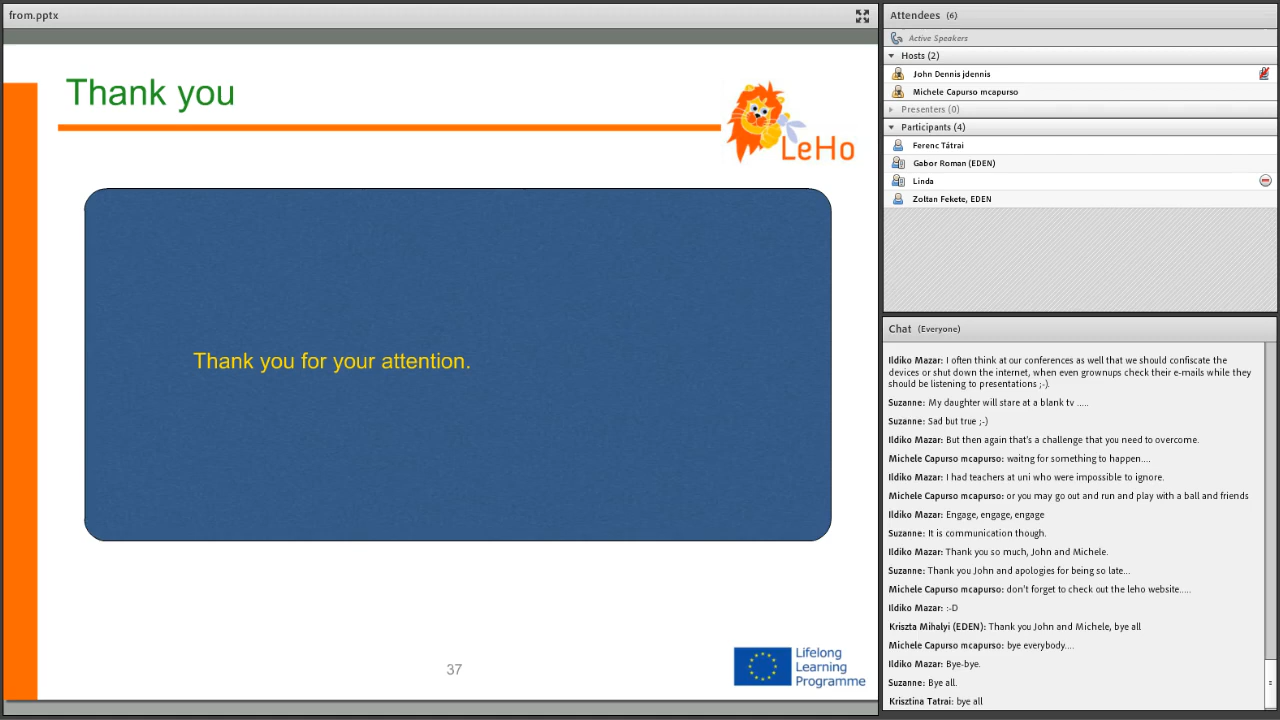 from.pptx
Thank you
LeHo
Thank you for your attention.
37
Lifelong
Learning
Programme
Attendees (6)
Active Speakers
Hosts (2)
John Dennis jdennis
Michele Capurso mcapurso
Presenters (0)
Participants (4)
Ferenc Tátrai
Gabor Roman (EDEN)
Linda
Zoltan Fekete, EDEN
Chat (Everyone)
Ildiko Mazar: I often think at our conferences as well that we should confiscate the
devices or shut down the internet, when even grownups check their e-mails while they
should be listening to presentations ;-).
Suzanne: My daughter will stare at a blank tv .....
Suzanne: Sad but true ;-)
Ildiko Mazar: But then again that's a challenge that you need to overcome.
Michele Capurso mcapurso: waitng for something to happen....
Ildiko Mazar: I had teachers at uni who were impossible to ignore.
Michele Capurso mcapurso: or you may go out and run and play with a ball and friends
Ildiko Mazar: Engage, engage, engage
Suzanne: It is communication though.
Ildiko Mazar: Thank you so much, John and Michele.
Suzanne: Thank you John and apologies for being so late...
Michele Capurso mcapurso: don't forget to check out the leho website.....
Ildiko Mazar: :-D
Kriszta Mihalyi (EDEN): Thank you John and Michele, bye all
Michele Capurso mcapurso: bye everybody....
Ildiko Mazar: Bye-bye.
Suzanne: Bye all.
Krisztina Tatrai: bye all